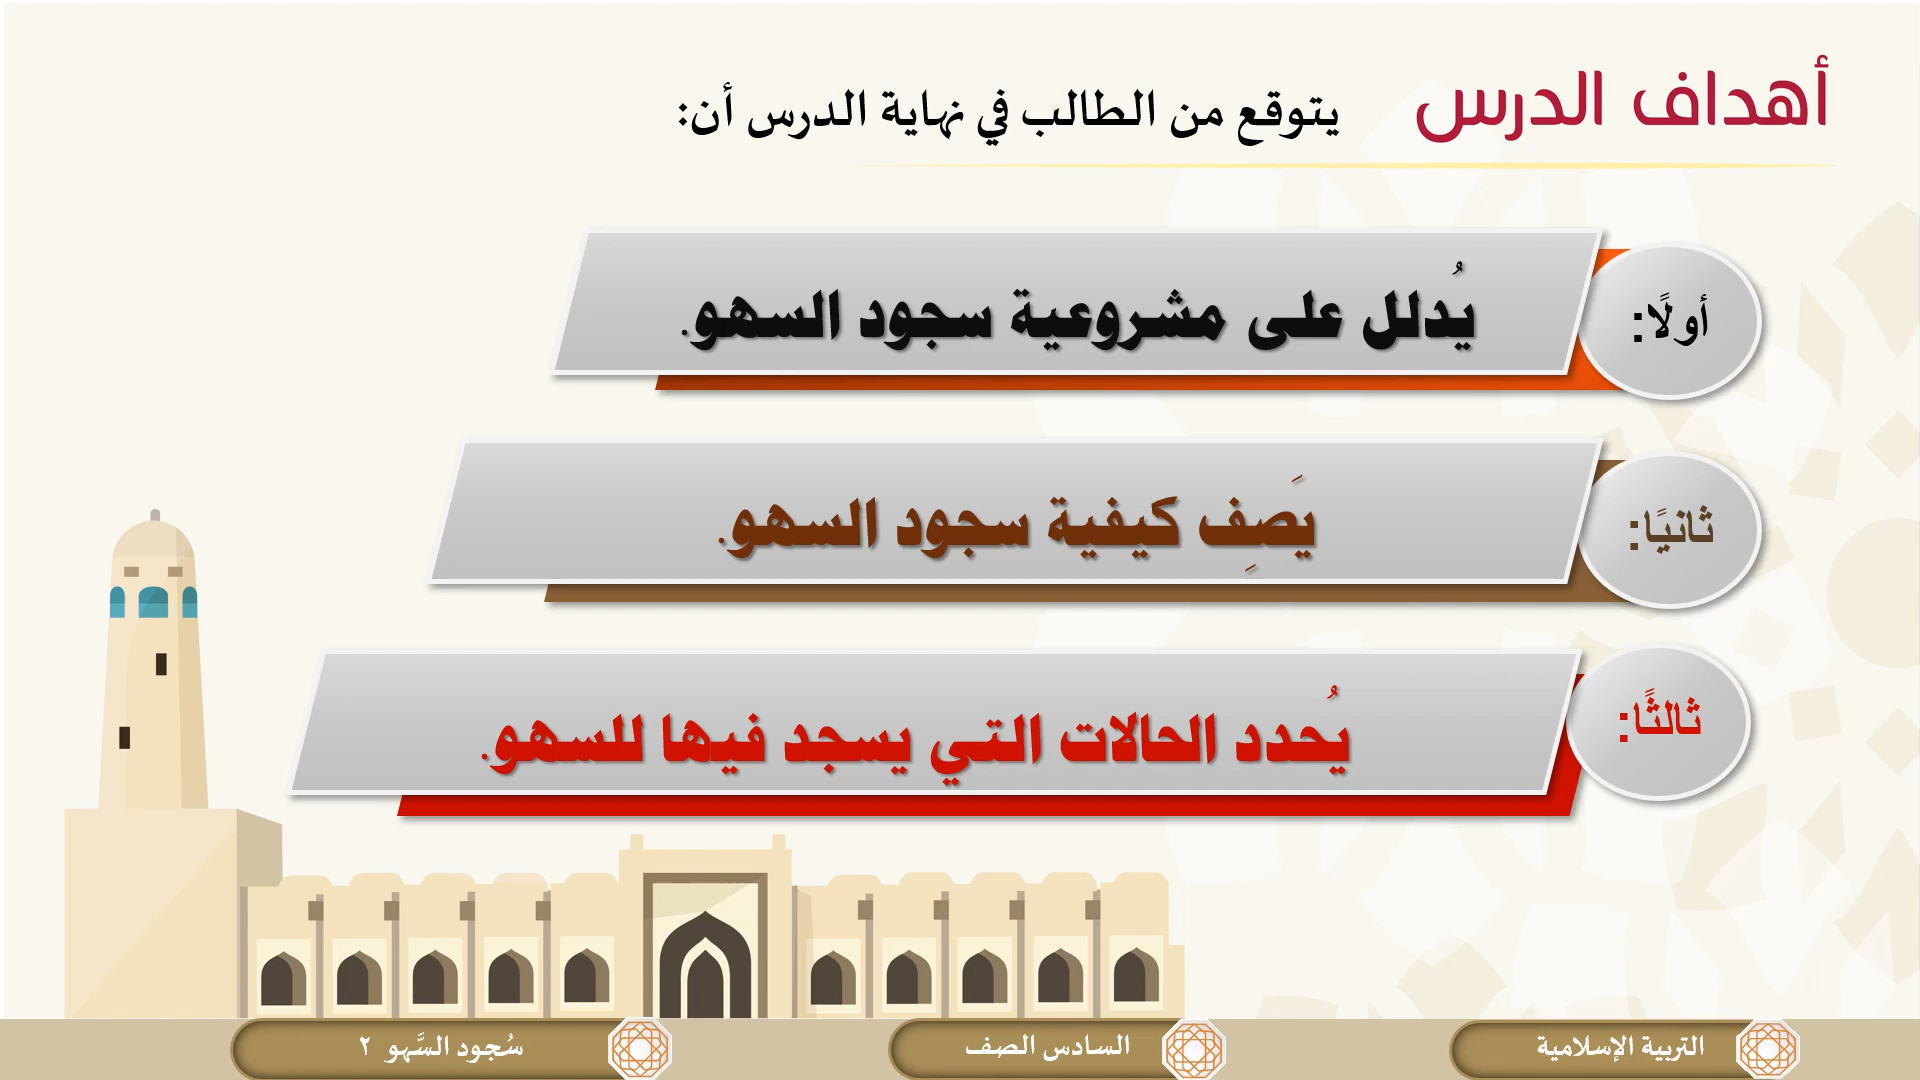 أهداف الدرس
يتوقع من الطالب في نهاية الدرس أن:
أولًا:
يُدلل على مشروعية سجود السهو.
ثانيًا:
يَصفِ كيفية سجود السهو.
ثالثًا:
يُحدد الحالات التي يسجد فيها للسهو.
التربية الإسلامية
السادس الصف
سُجود السَّهو ٢